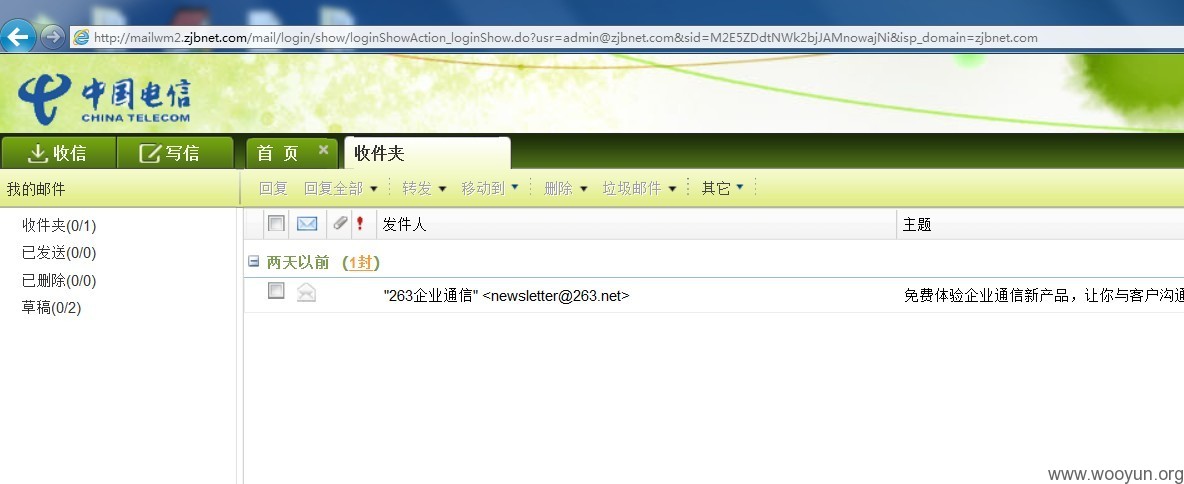 http://mailwm2.zjbnet.com/mail/login/show/loginShowAction_loginShow.do?usr=admin@zjbnet.com&sid=M2E5ZDdtNWk2bjJAMnowajNi&isp_domain=zjbnet.com
中国电信
CHINA TELECOM
收信 写信 首 页 收件夹
我的邮件 回复 回复全部 转发 移动到 删除 垃圾邮件 其它
发件人 主题
收件夹(0/1)
已发送(0/0)
已删除(0/0)
草稿(0/2)
两天以前 (1封)
"263企业通信" <newsletter@263.net> 免费体验企业通信新产品，让你与客户沟通
www.wooyun.org